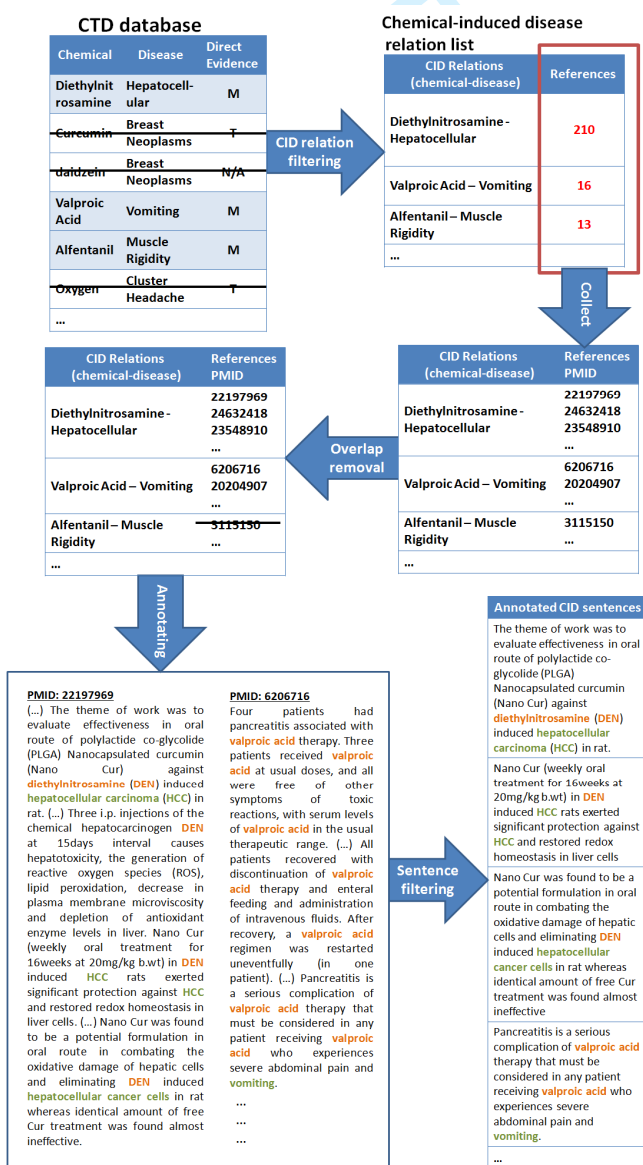 CTD database
Chemical
Disease
Direct
Evidence
Diethylnit
rosamine
Hepatocell-
ular
M
Curcumin
Breast
Neoplasms
T
daidzein
Breast
Neoplasms
N/A
Valproic
Acid
Vomiting
M
Alfentanil
Muscle
Rigidity
M
Oxygen
Cluster
Headache
T
...
CID relation
filtering
Chemical-induced disease
relation list
CID Relations
(chemical-disease)
References
Diethylnitrosamine -
Hepatocellular
210
Valproic Acid – Vomiting
16
Alfentanil – Muscle
Rigidity
13
...
Collect
CID Relations
(chemical-disease)
References
PMID
Diethylnitrosamine -
Hepatocellular
22197969
24632418
23548910
...
Valproic Acid – Vomiting
6206716
20204907
...
Alfentanil – Muscle
Rigidity
3115150
...
...
Overlap
removal
CID Relations
(chemical-disease)
References
PMID
Diethylnitrosamine -
Hepatocellular
22197969
24632418
23548910
...
Valproic Acid – Vomiting
6206716
20204907
...
Alfentanil – Muscle
Rigidity
3115150
...
...
Annotating
PMID: 22197969
(...) The theme of work was to
evaluate effectiveness in oral
route of polylactide co-glycolide
(PLGA) Nanocapsulated curcumin
(Nano Cur) against
diethylnitrosamine (DEN) induced
hepatocellular carcinoma (HCC) in
rat. (...) Three i.p. injections of the
chemical hepatocarcinogen DEN
at 15days interval causes
hepatotoxicity, the generation of
reactive oxygen species (ROS),
lipid peroxidation, decrease in
plasma membrane microviscosity
and depletion of antioxidant
enzyme levels in liver. Nano Cur
(weekly oral treatment for
16weeks at 20mg/kg b.wt) in DEN
induced HCC rats exerted
significant protection against HCC
and restored redox homeostasis in
liver cells. (...) Nano Cur was found
to be a potential formulation in
oral route in combating the
oxidative damage of hepatic cells
and eliminating DEN induced
hepatocellular cancer cells in rat
whereas identical amount of free
Cur treatment was found almost
ineffective.
PMID: 6206716
Four patients had
pancreatitis associated with
valproic acid therapy. Three
patients received valproic
acid at usual doses, and all
were free of other
symptoms of toxic
reactions, with serum levels
of valproic acid in the usual
therapeutic range. (...) All
patients recovered with
discontinuation of valproic
acid therapy and enteral
feeding and administration
of intravenous fluids. After
recovery, a valproic acid
regimen was restarted
uneventfully (in one
patient). (...) Pancreatitis is
a serious complication of
valproic acid therapy that
must be considered in any
patient receiving valproic
acid who experiences
severe abdominal pain and
vomiting.
...
...
...
Sentence
filtering
Annotated CID sentences
The theme of work was to
evaluate effectiveness in oral
route of polylactide co-
glycolide (PLGA)
Nanocapsulated curcumin
(Nano Cur) against
diethylnitrosamine (DEN)
induced hepatocellular
carcinoma (HCC) in rat.
Nano Cur (weekly oral
treatment for 16weeks at
20mg/kg b.wt) in DEN
induced HCC rats exerted
significant protection against
HCC and restored redox
homeostasis in liver cells
Nano Cur was found to be a
potential formulation in oral
route in combating the
oxidative damage of hepatic
cells and eliminating DEN
induced hepatocellular
cancer cells in rat whereas
identical amount of free Cur
treatment was found almost
ineffective
Pancreatitis is a serious
complication of valproic acid
therapy that must be
considered in any patient
receiving valproic acid who
experiences severe
abdominal pain and
vomiting.
...